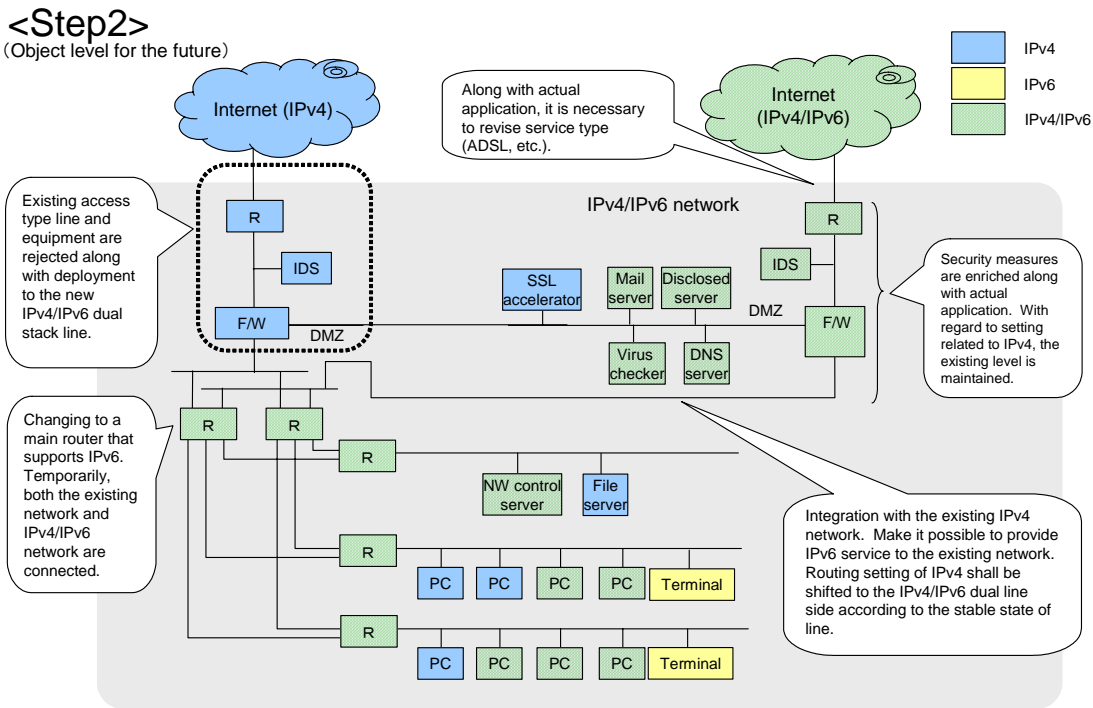 <Step2>
（Object level for the future）
IPv4
IPv6
IPv4/IPv6
Internet (IPv4)
Along with actual
application, it is necessary
to revise service type
(ADSL, etc.).
Internet
(IPv4/IPv6)
Existing access
type line and
equipment are
rejected along
with deployment
to the new
IPv4/IPv6 dual
stack line.
R
IDS
F/W
DMZ
IPv4/IPv6 network
SSL
accelerator
Mail
server
Disclosed
server
Virus
checker
DNS
server
DMZ
R
IDS
F/W
Security measures
are enriched along
with actual
application.  With
regard to setting
related to IPv4, the
existing level is
maintained.
Changing to a
main router that
supports IPv6.
Temporarily,
both the existing
network and
IPv4/IPv6
network are
connected.
R
R
R
NW control
server
File
server
R
PC
PC
PC
PC
Terminal
R
PC
PC
PC
PC
Terminal
Integration with the existing IPv4
network.  Make it possible to provide
IPv6 service to the existing network.
Routing setting of IPv4 shall be
shifted to the IPv4/IPv6 dual line
side according to the stable state of
line.